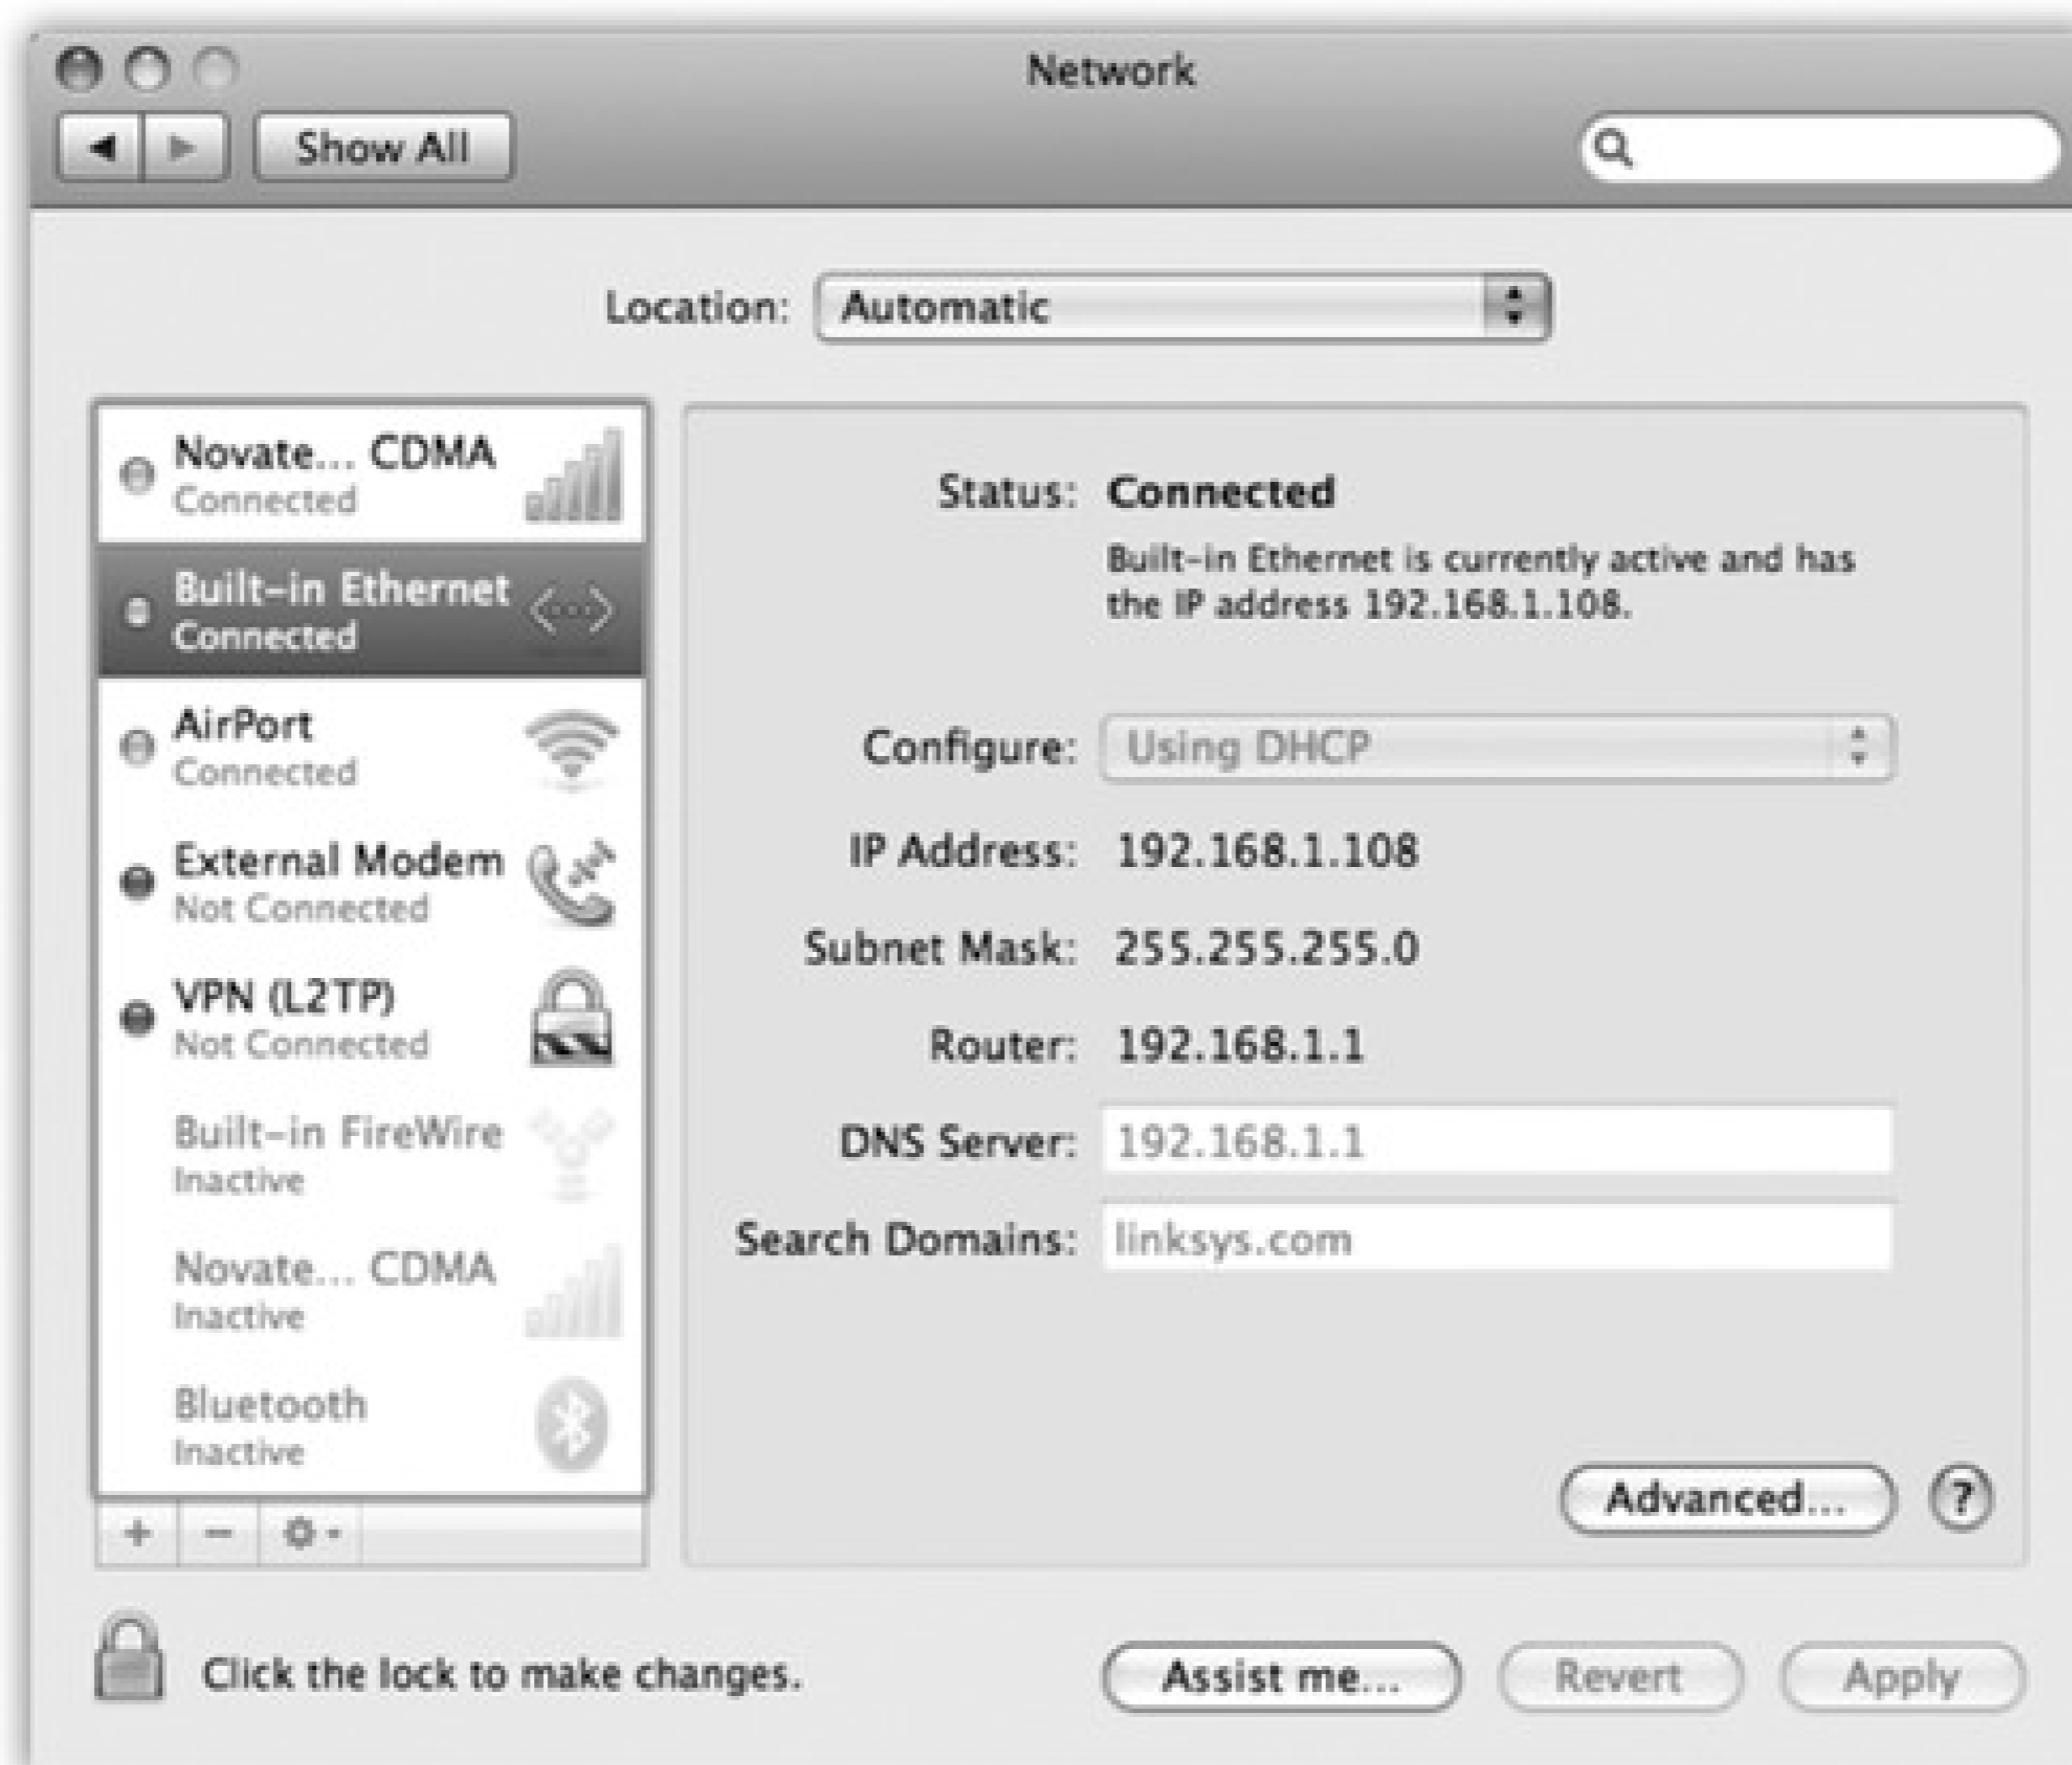 Network
Show All
Location: Automatic
Novate... CDMA
Connected
Built-in Ethernet
Connected
AirPort
Connected
External Modem
Not Connected
VPN (L2TP)
Not Connected
Built-in FireWire
Inactive
Novate... CDMA
Inactive
Bluetooth
Inactive
Status: Connected
Built-in Ethernet is currently active and has
the IP address 192.168.1.108.
Configure: Using DHCP
IP Address: 192.168.1.108
Subnet Mask: 255.255.255.0
Router: 192.168.1.1
DNS Server: 192.168.1.1
Search Domains: linksys.com
Advanced... ?
Click the lock to make changes.
Assist me... Revert Apply